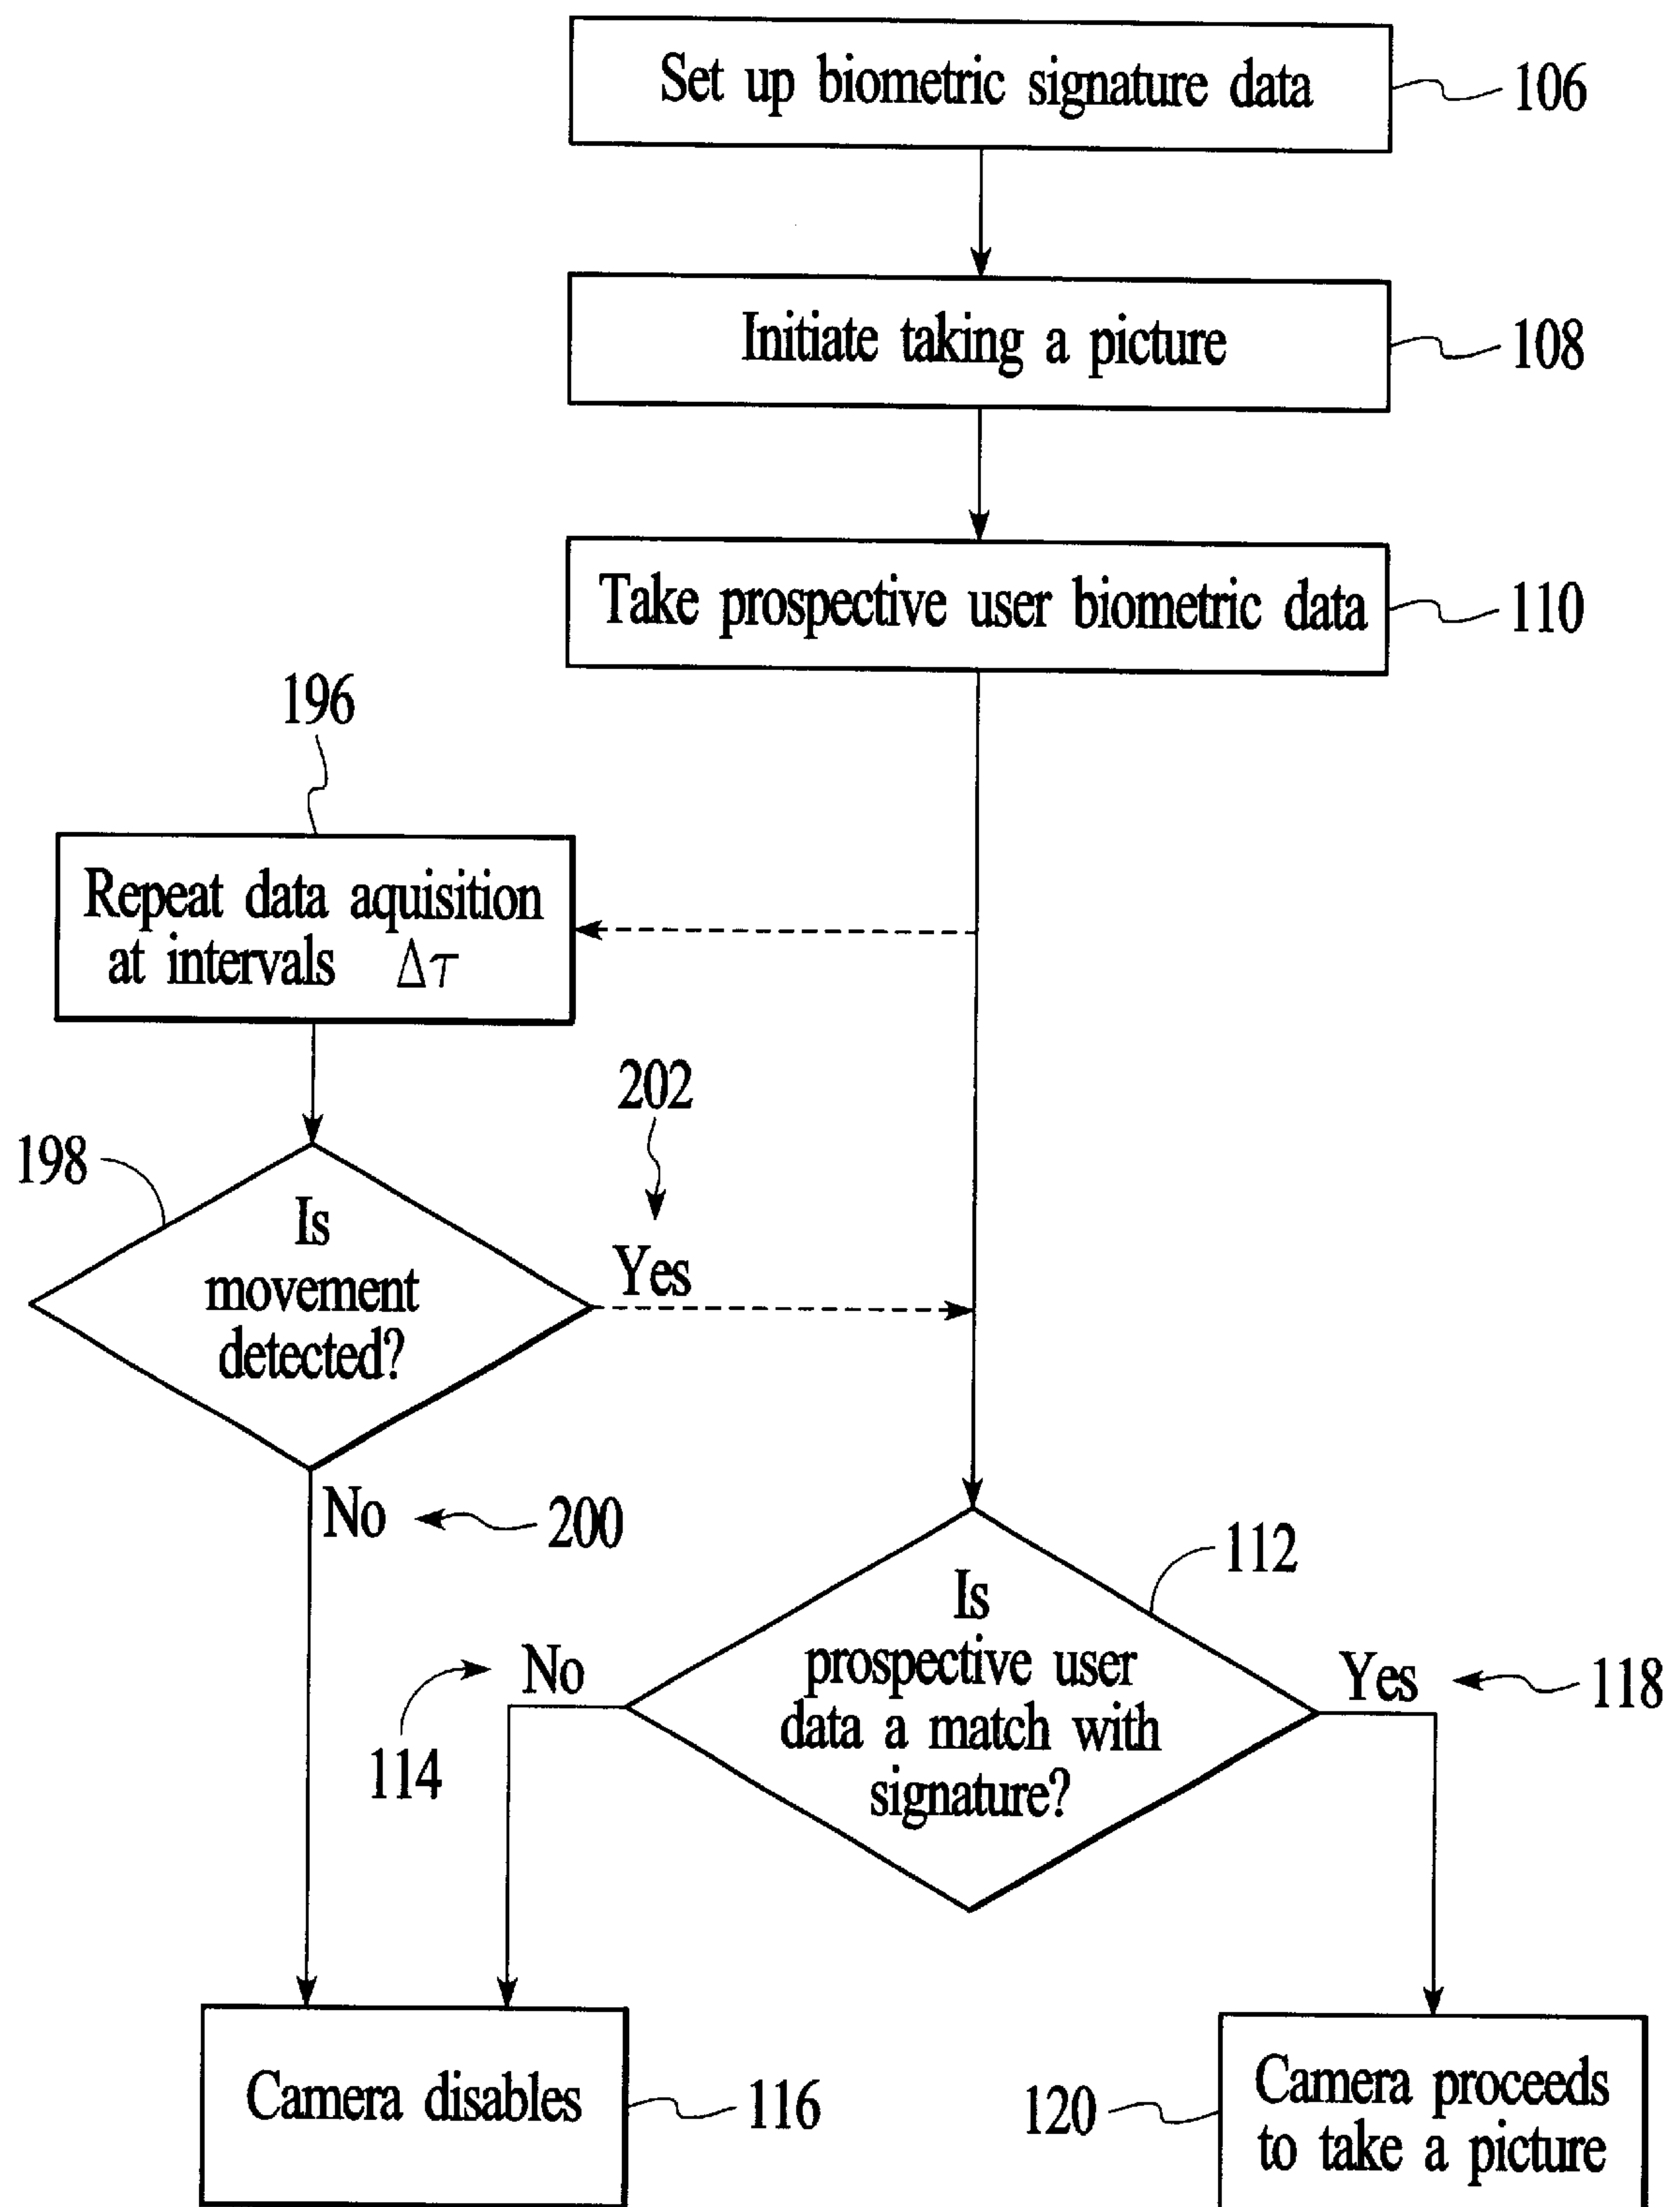 Set up biometric signature data
106
Initiate taking a picture
108
Take prospective user biometric data
110
196
Repeat data aquisition
at intervals Δτ
202
198
Is
movement
detected?
Yes
No
200
112
Is
prospective user
data a match with
signature?
No
114
Yes
118
Camera disables
116
120
Camera proceeds
to take a picture